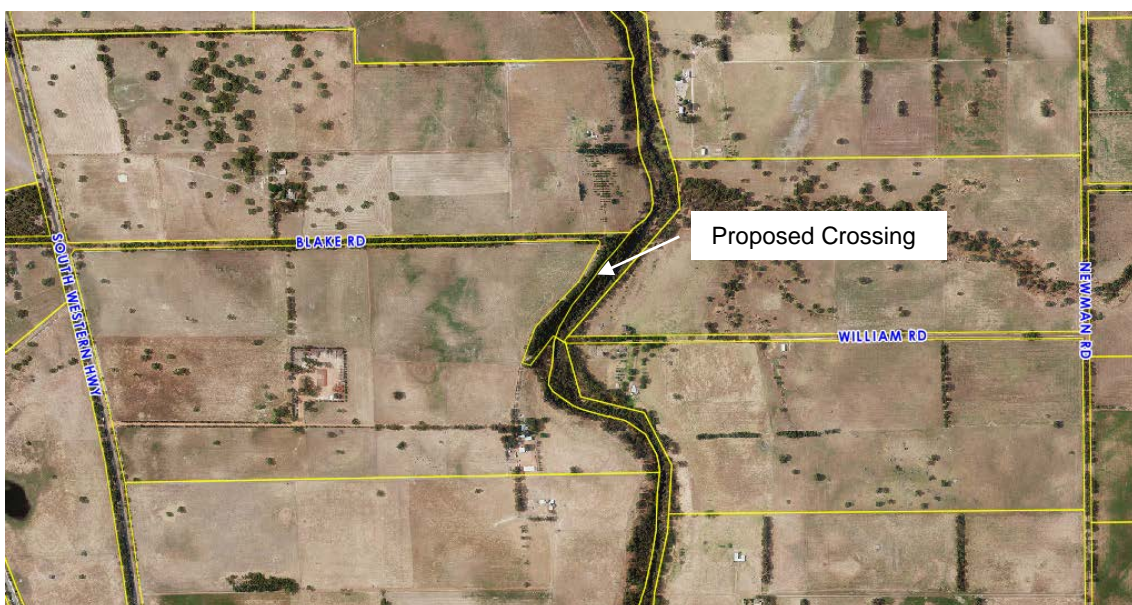 BLAKE RD
Proposed Crossing
SOUTH WESTERN HWY
NEWMAN RD
WILLIAM RD